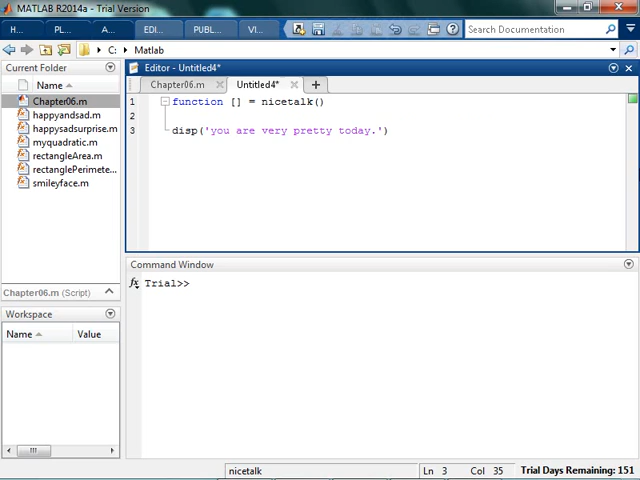 MATLAB R2014a - Trial Version
H... PL... A... EDI... PUBL... VI... Search Documentation
C: Matlab
Current Folder
Name
Chapter06.m
happyandsad.m
happysadsurprise.m
myquadratic.m
rectangleArea.m
rectanglePerimete...
smileyface.m
Chapter06.m (Script)
Workspace
Name Value
Editor - Untitled4*
Chapter06.m Untitled4*
1 function [] = nicetalk()
2
3 disp('you are very pretty today.')
Command Window
fx Trial>>
nicetalk Ln 3 Col 35 Trial Days Remaining: 151